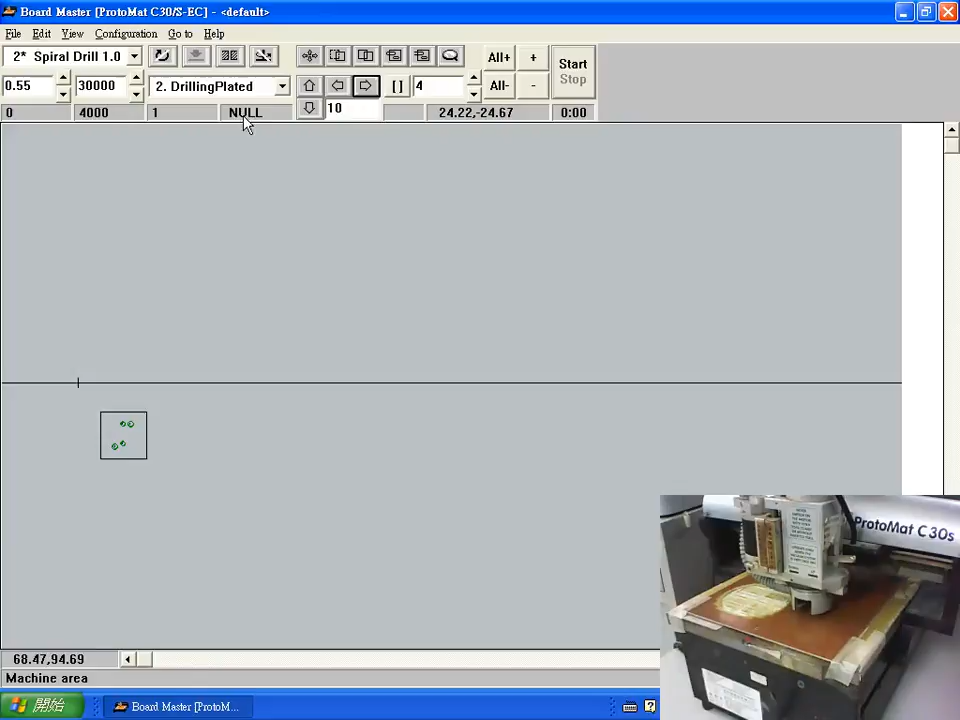 Board Master [ProtoMat C30/S-EC] - <default>
File Edit View Configuration Go to Help
2* Spiral Drill 1.0 All+ + Start
0.55 30000 2. DrillingPlated [ ] 4 All- - Stop
0 4000 1 NULL 10 24.22,-24.67 0:00
ProtoMat C30s
68.47,94.69
Machine area
開始 Board Master [ProtoM...